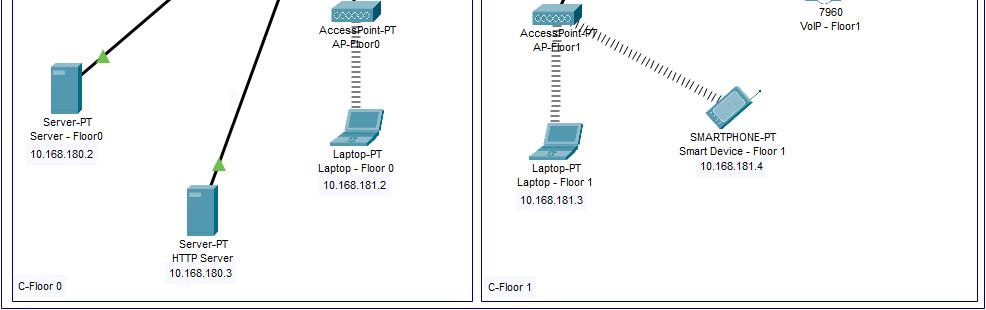 AccessPoint-PT
AP-Floor0
Server-PT
Server - Floor0
10.168.180.2
Laptop-PT
Laptop - Floor 0
10.168.181.2
Server-PT
HTTP Server
10.168.180.3
C-Floor 0
AccessPoint-PT
AP-Floor1
7960
VoIP - Floor1
SMARTPHONE-PT
Smart Device - Floor 1
10.168.181.4
Laptop-PT
Laptop - Floor 1
10.168.181.3
C-Floor 1